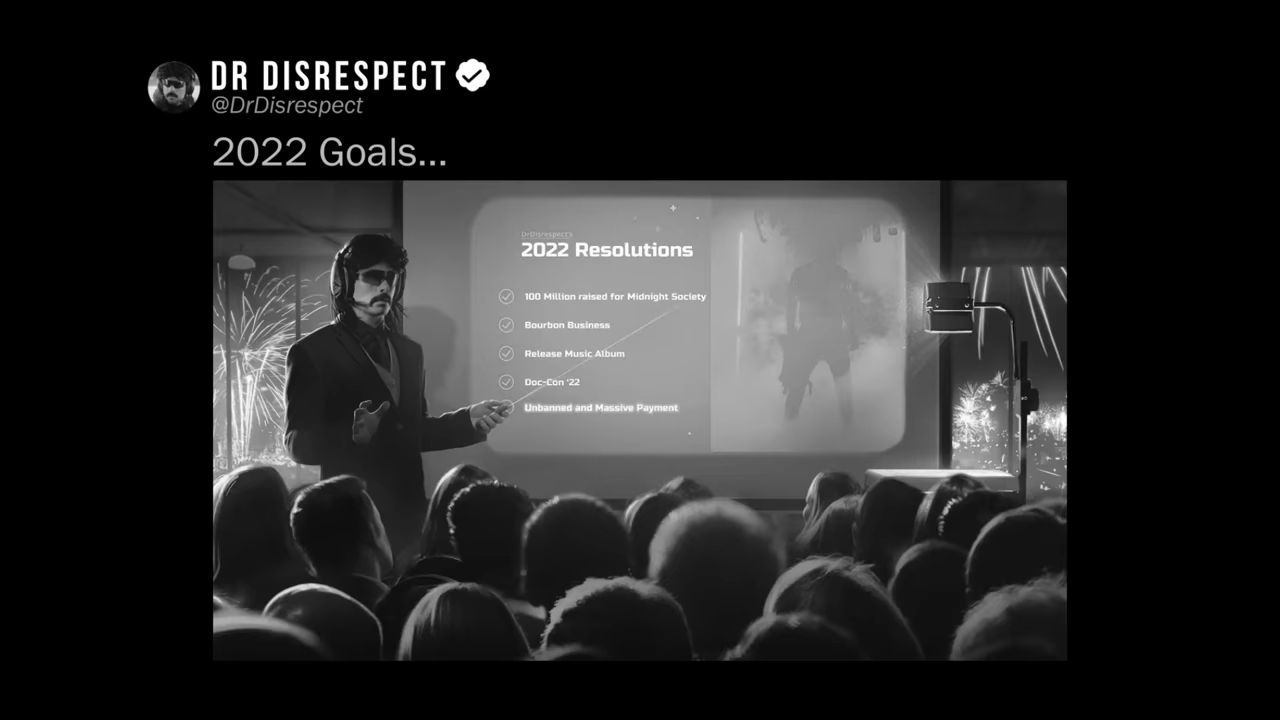 DR DISRESPECT
@DrDisrespect
2022 Goals...
DrDisrespect's
2022 Resolutions
100 Million raised for Midnight Society
Bourbon Business
Release Music Album
Doc-Con '22
Unbanned and Massive Payment